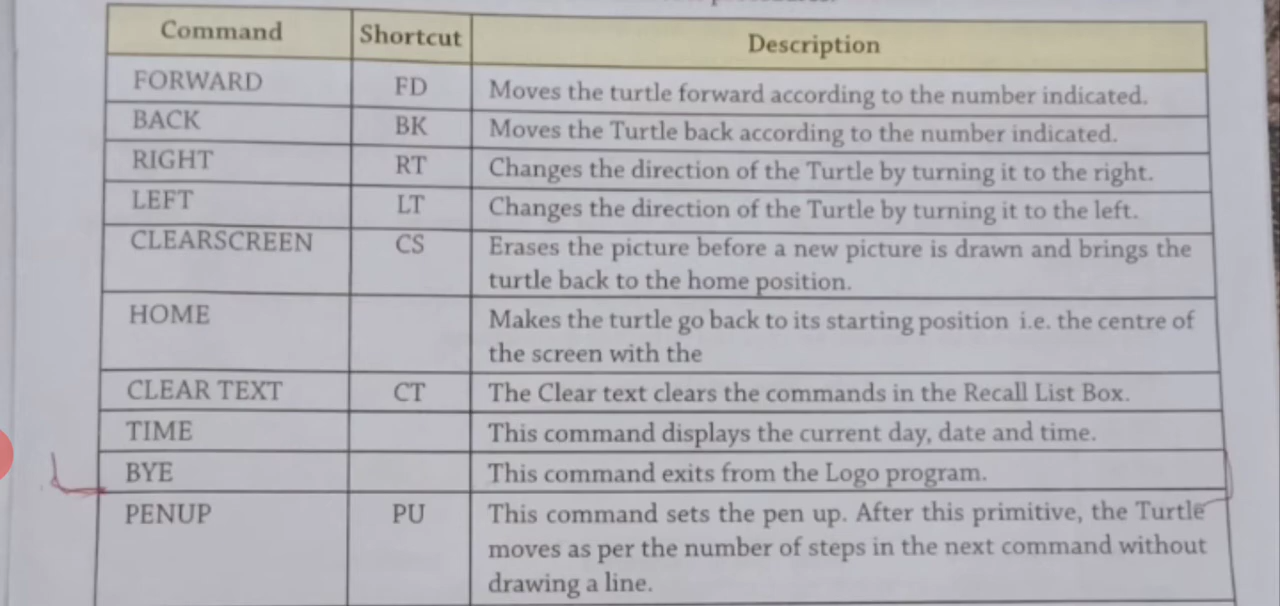 procedures.
Command Shortcut Description
FORWARD FD Moves the turtle forward according to the number indicated.
BACK BK Moves the Turtle back according to the number indicated.
RIGHT RT Changes the direction of the Turtle by turning it to the right.
LEFT LT Changes the direction of the Turtle by turning it to the left.
CLEARSCREEN CS Erases the picture before a new picture is drawn and brings the
turtle back to the home position.
HOME Makes the turtle go back to its starting position i.e. the centre of
the screen with the
CLEAR TEXT CT The Clear text clears the commands in the Recall List Box.
TIME This command displays the current day, date and time.
BYE This command exits from the Logo program.
PENUP PU This command sets the pen up. After this primitive, the Turtle
moves as per the number of steps in the next command without
drawing a line.